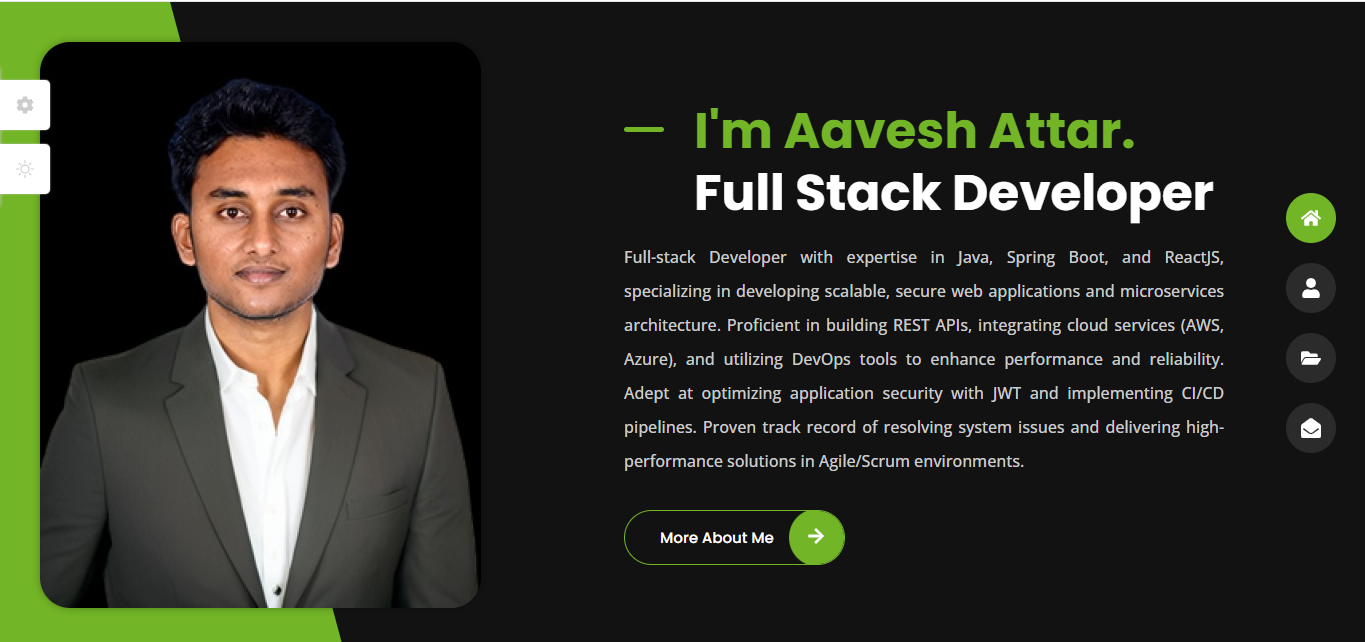 I'm Aavesh Attar.
Full Stack Developer
Full-stack Developer with expertise in Java, Spring Boot, and ReactJS,
specializing in developing scalable, secure web applications and microservices
architecture. Proficient in building REST APIs, integrating cloud services (AWS,
Azure), and utilizing DevOps tools to enhance performance and reliability.
Adept at optimizing application security with JWT and implementing CI/CD
pipelines. Proven track record of resolving system issues and delivering high-
performance solutions in Agile/Scrum environments.
More About Me